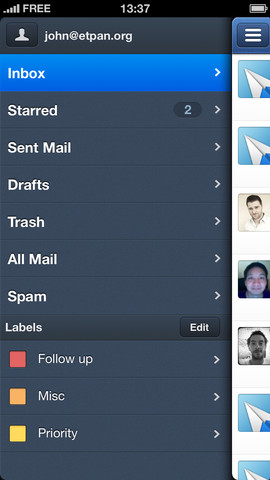 FREE 13:37
john@etpan.org
Inbox
Starred 2
Sent Mail
Drafts
Trash
All Mail
Spam
Labels Edit
Follow up
Misc
Priority